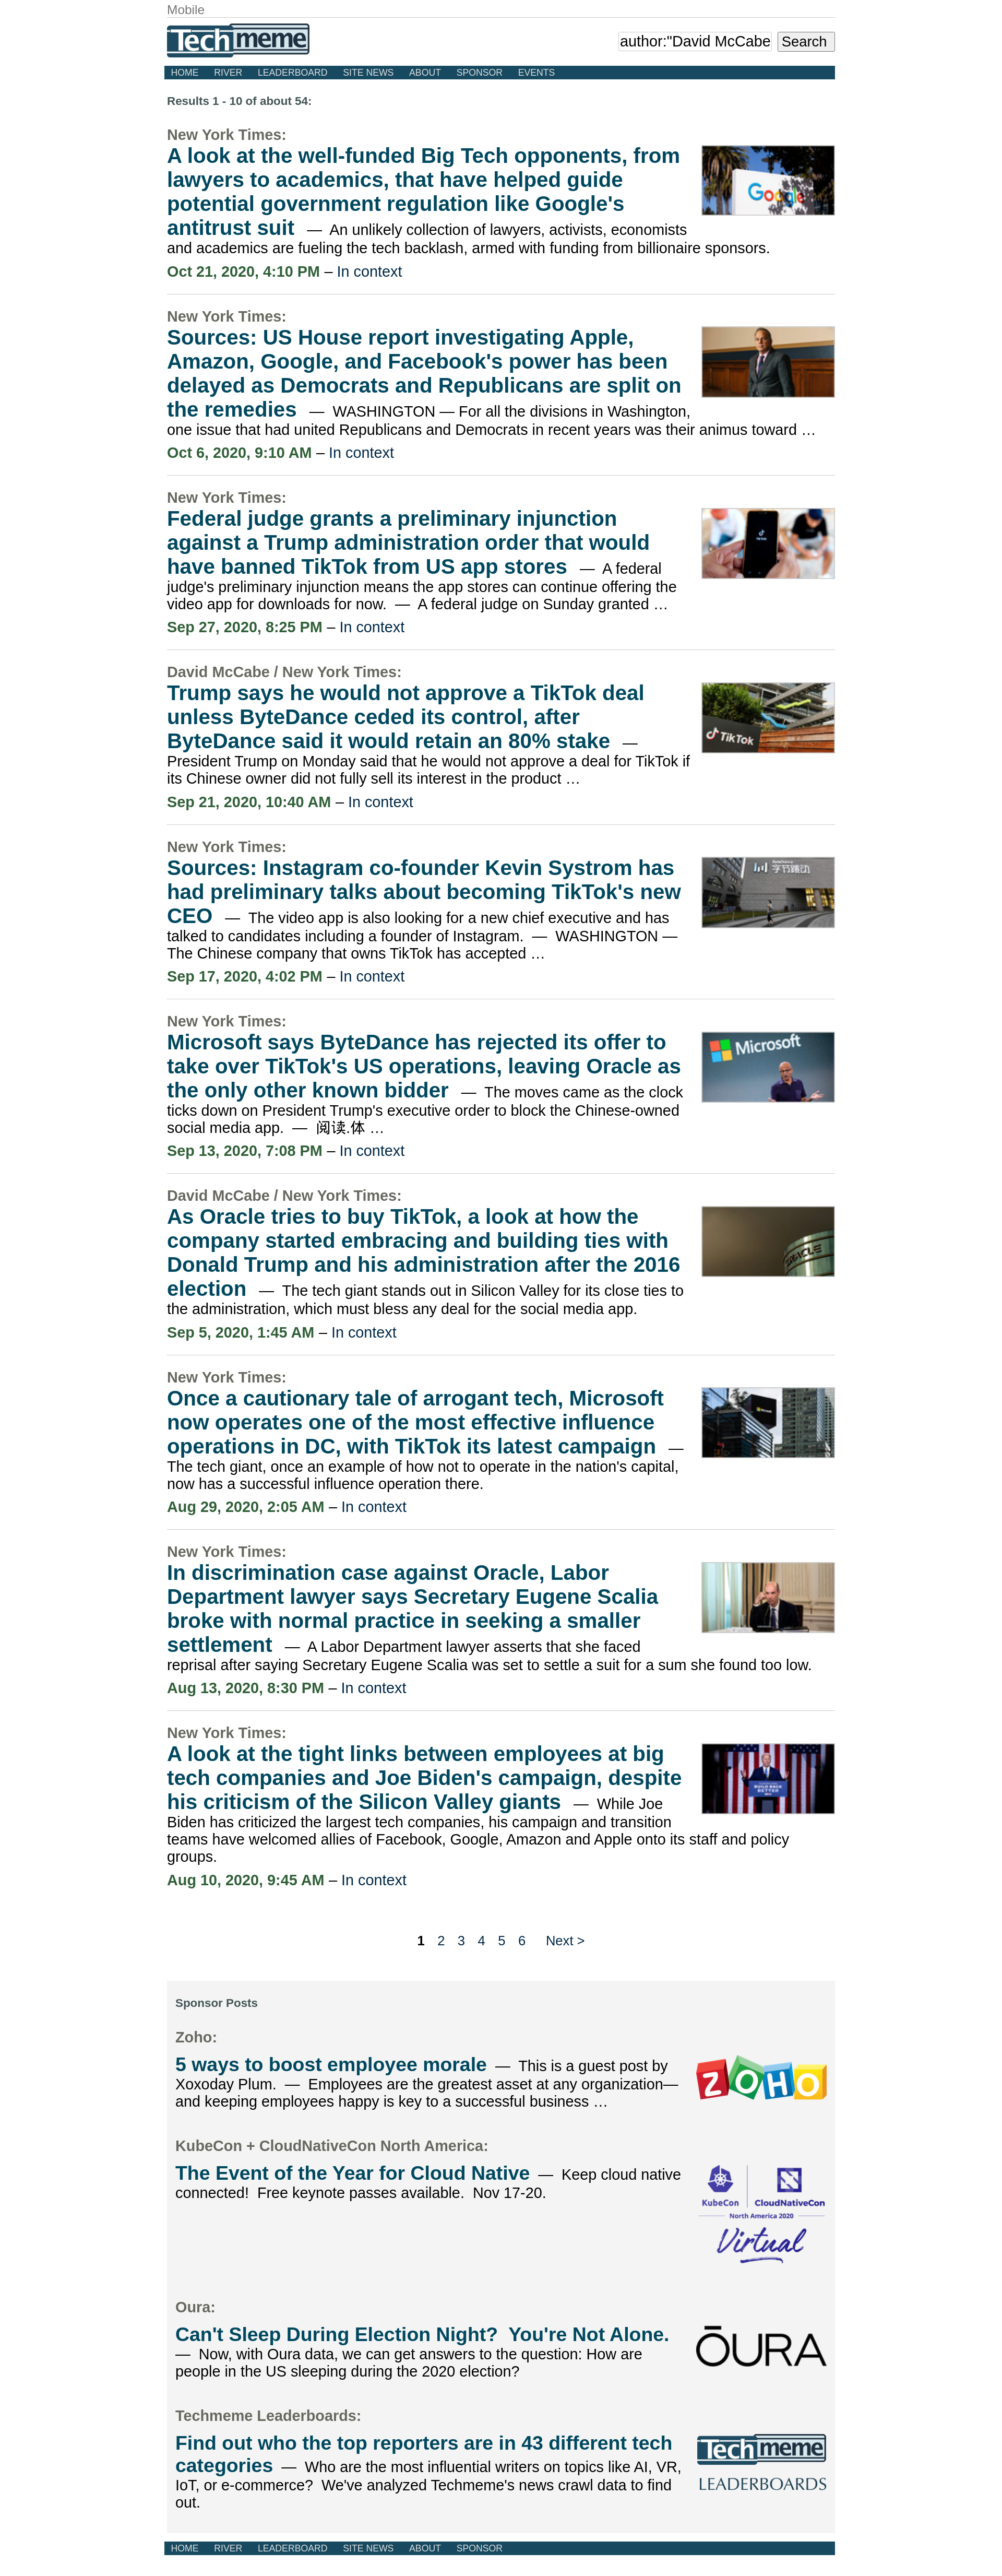 Mobile
Techmeme
author:"David McCabe
Search
HOME RIVER LEADERBOARD SITE NEWS ABOUT SPONSOR EVENTS
Results 1 - 10 of about 54:
New York Times:
A look at the well-funded Big Tech opponents, from
lawyers to academics, that have helped guide
potential government regulation like Google's
antitrust suit — An unlikely collection of lawyers, activists, economists
and academics are fueling the tech backlash, armed with funding from billionaire sponsors.
Google
Oct 21, 2020, 4:10 PM – In context
New York Times:
Sources: US House report investigating Apple,
Amazon, Google, and Facebook's power has been
delayed as Democrats and Republicans are split on
the remedies — WASHINGTON — For all the divisions in Washington,
one issue that had united Republicans and Democrats in recent years was their animus toward …
Oct 6, 2020, 9:10 AM – In context
New York Times:
Federal judge grants a preliminary injunction
against a Trump administration order that would
have banned TikTok from US app stores — A federal
judge's preliminary injunction means the app stores can continue offering the
video app for downloads for now. — A federal judge on Sunday granted …
TikTok
Sep 27, 2020, 8:25 PM – In context
David McCabe / New York Times:
Trump says he would not approve a TikTok deal
unless ByteDance ceded its control, after
ByteDance said it would retain an 80% stake —
President Trump on Monday said that he would not approve a deal for TikTok if
its Chinese owner did not fully sell its interest in the product …
TikTok
Sep 21, 2020, 10:40 AM – In context
New York Times:
Sources: Instagram co-founder Kevin Systrom has
had preliminary talks about becoming TikTok's new
CEO — The video app is also looking for a new chief executive and has
talked to candidates including a founder of Instagram. — WASHINGTON —
The Chinese company that owns TikTok has accepted …
字节跳动
Sep 17, 2020, 4:02 PM – In context
New York Times:
Microsoft says ByteDance has rejected its offer to
take over TikTok's US operations, leaving Oracle as
the only other known bidder — The moves came as the clock
ticks down on President Trump's executive order to block the Chinese-owned
social media app. — 阅读.体 …
Microsoft
Sep 13, 2020, 7:08 PM – In context
David McCabe / New York Times:
As Oracle tries to buy TikTok, a look at how the
company started embracing and building ties with
Donald Trump and his administration after the 2016
election — The tech giant stands out in Silicon Valley for its close ties to
the administration, which must bless any deal for the social media app.
ORACLE
Sep 5, 2020, 1:45 AM – In context
New York Times:
Once a cautionary tale of arrogant tech, Microsoft
now operates one of the most effective influence
operations in DC, with TikTok its latest campaign —
The tech giant, once an example of how not to operate in the nation's capital,
now has a successful influence operation there.
Aug 29, 2020, 2:05 AM – In context
New York Times:
In discrimination case against Oracle, Labor
Department lawyer says Secretary Eugene Scalia
broke with normal practice in seeking a smaller
settlement — A Labor Department lawyer asserts that she faced
reprisal after saying Secretary Eugene Scalia was set to settle a suit for a sum she found too low.
Aug 13, 2020, 8:30 PM – In context
New York Times:
A look at the tight links between employees at big
tech companies and Joe Biden's campaign, despite
his criticism of the Silicon Valley giants — While Joe
Biden has criticized the largest tech companies, his campaign and transition
teams have welcomed allies of Facebook, Google, Amazon and Apple onto its staff and policy
groups.
BUILD BACK
BETTER
Aug 10, 2020, 9:45 AM – In context
1 2 3 4 5 6 Next >
Sponsor Posts
Zoho:
5 ways to boost employee morale — This is a guest post by
Xoxoday Plum. — Employees are the greatest asset at any organization—
and keeping employees happy is key to a successful business …
ZOHO
KubeCon + CloudNativeCon North America:
The Event of the Year for Cloud Native — Keep cloud native
connected! Free keynote passes available. Nov 17-20.
KubeCon CloudNativeCon
North America 2020
Virtual
Oura:
Can't Sleep During Election Night? You're Not Alone.
— Now, with Oura data, we can get answers to the question: How are
people in the US sleeping during the 2020 election?
ŌURA
Techmeme Leaderboards:
Find out who the top reporters are in 43 different tech
categories — Who are the most influential writers on topics like AI, VR,
IoT, or e-commerce? We've analyzed Techmeme's news crawl data to find
out.
Techmeme
LEADERBOARDS
HOME RIVER LEADERBOARD SITE NEWS ABOUT SPONSOR